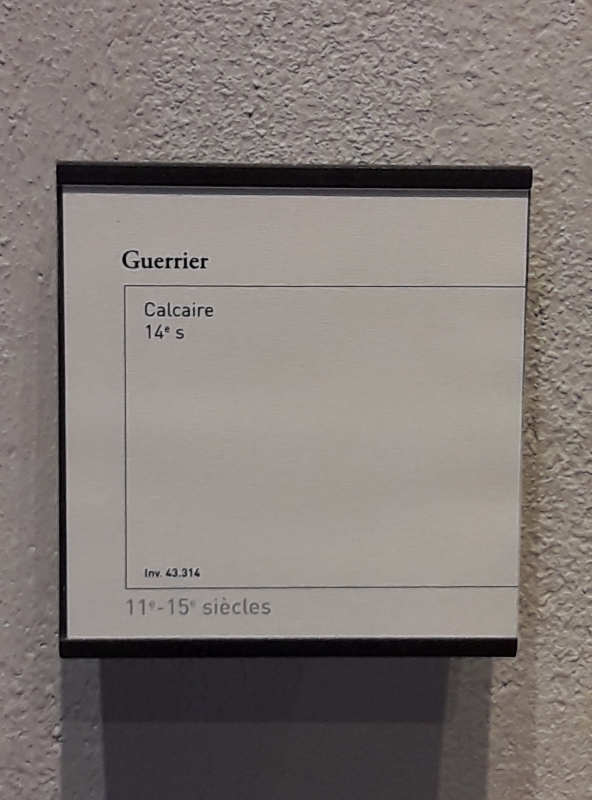 Guerrier
Calcaire
14ᵉ s
Inv. 43.314
11ᵉ-15ᵉ siècles